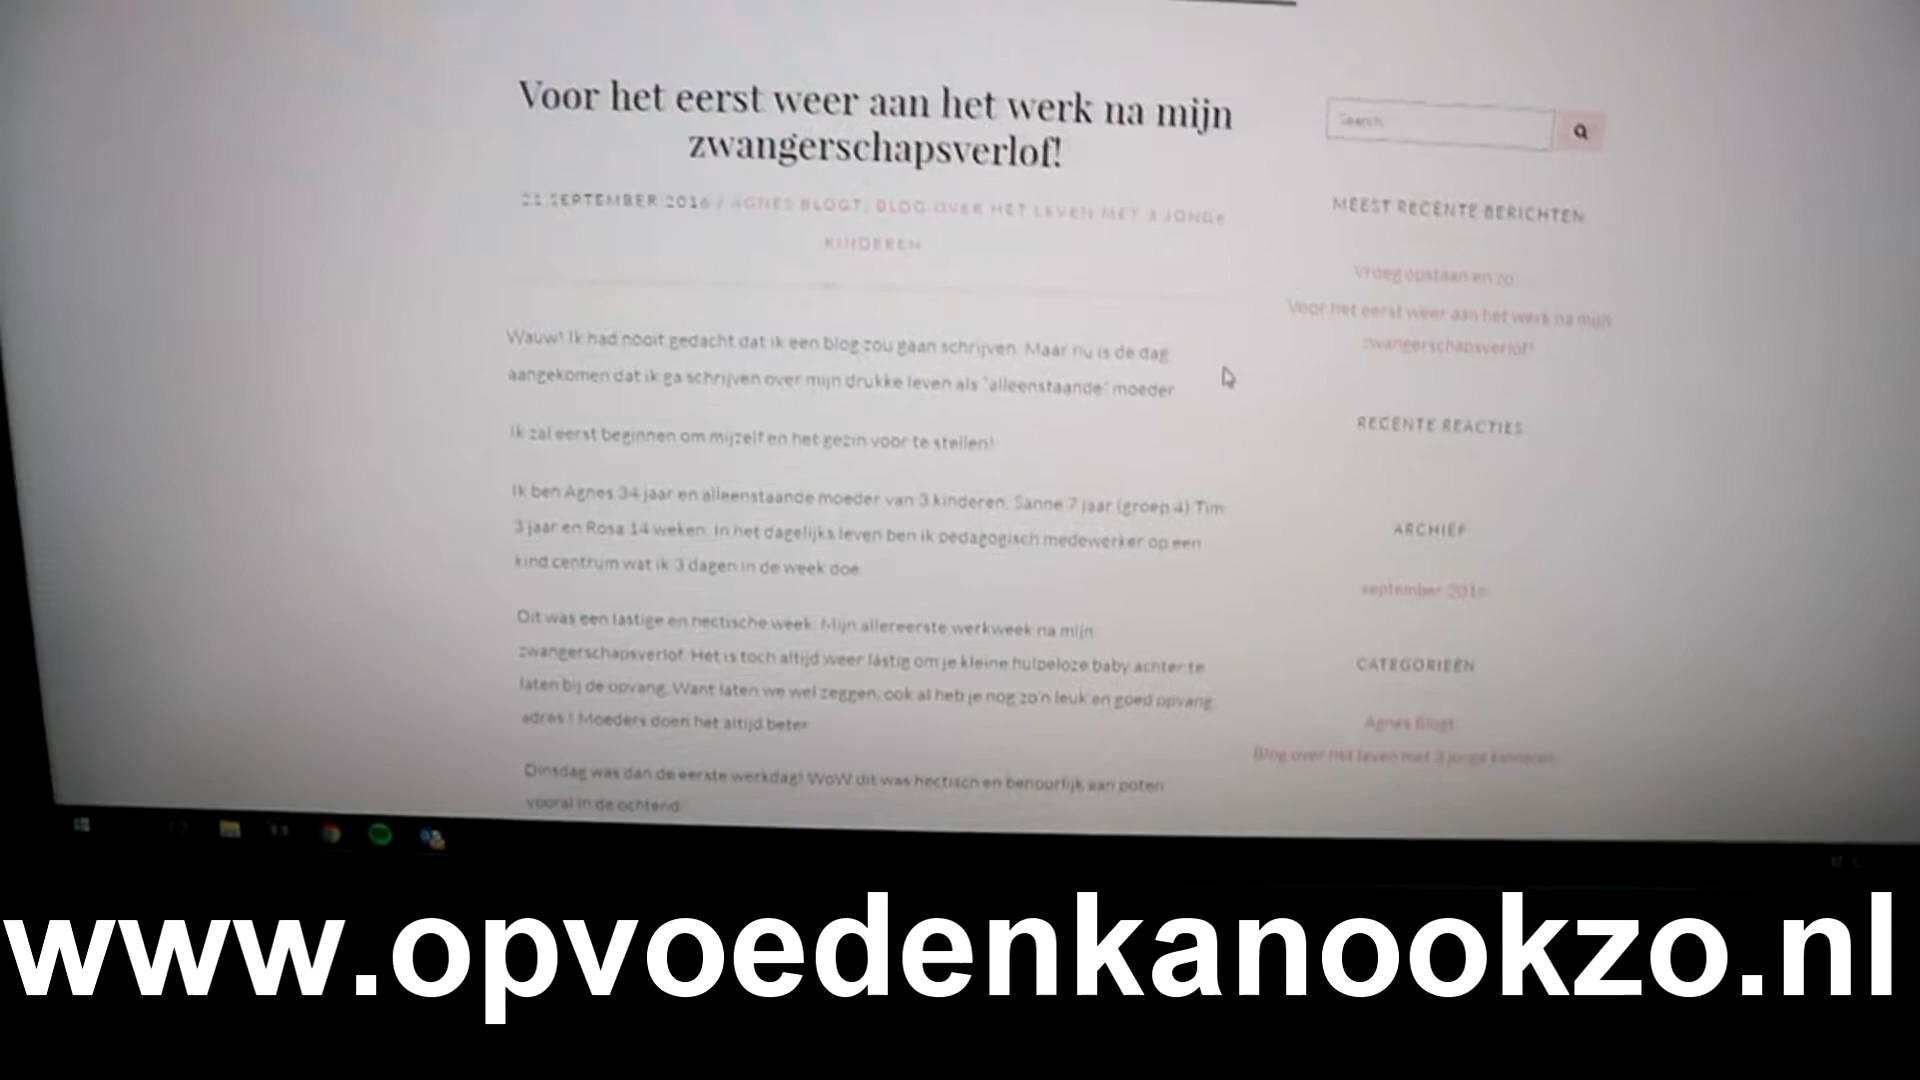 Voor het eerst weer aan het werk na mijn
zwangerschapsverlof!
21 SEPTEMBER 2016 / AGNES BLOGT, BLOG OVER HET LEVEN MET 3 JONGE
KINDEREN
Wauw! Ik had nooit gedacht dat ik een blog zou gaan schrijven. Maar nu is de dag
aangekomen dat ik ga schrijven over mijn drukke leven als "alleenstaande" moeder
Ik zal eerst beginnen om mijzelf en het gezin voor te stellen!
Ik ben Agnes 34 jaar en alleenstaande moeder van 3 kinderen. Sanne 7 jaar (groep 4) Tim
3 jaar en Rosa 14 weken. In het dagelijks leven ben ik pedagogisch medewerker op een
kind centrum wat ik 3 dagen in de week doe.
Dit was een lastige en hectische week. Mijn allereerste werkweek na mijn
zwangerschapsverlof. Het is toch altijd weer lastig om je kleine hulpeloze baby achter te
laten bij de opvang. Want laten we wel zeggen, ook al heb je nog zo'n leuk en goed opvang
adres ! Moeders doen het altijd beter
Dinsdag was dan de eerste werkdag! WoW dit was hectisch en behoorlijk aan poten
vooral in de ochtend.
Search
MEEST RECENTE BERICHTEN
Vroeg opstaan en zo
Voor het eerst weer aan het werk na mijn
zwangerschapsverlof!
RECENTE REACTIES
ARCHIEF
september 2016
CATEGORIEËN
Agnes Blogt
Blog over het leven met 3 jonge kinderen
www.opvoedenkanookzo.nl